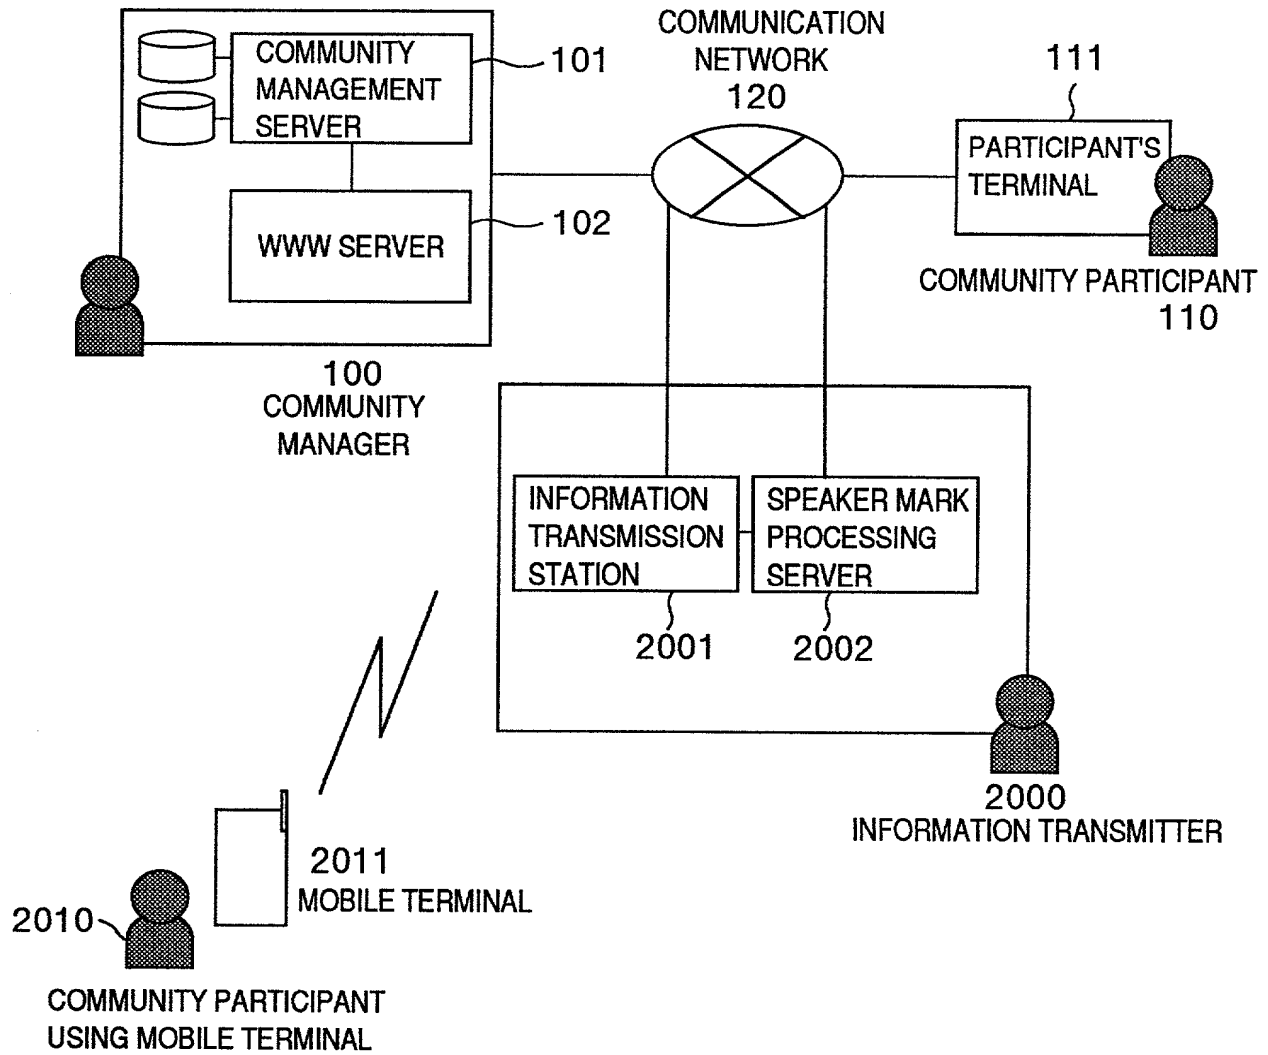 COMMUNITY
MANAGEMENT
SERVER
101
WWW SERVER
102
100
COMMUNITY
MANAGER
COMMUNICATION
NETWORK
120
111
PARTICIPANT'S
TERMINAL
COMMUNITY PARTICIPANT
110
INFORMATION
TRANSMISSION
STATION
2001
SPEAKER MARK
PROCESSING
SERVER
2002
2000
INFORMATION TRANSMITTER
2011
MOBILE TERMINAL
2010
COMMUNITY PARTICIPANT
USING MOBILE TERMINAL